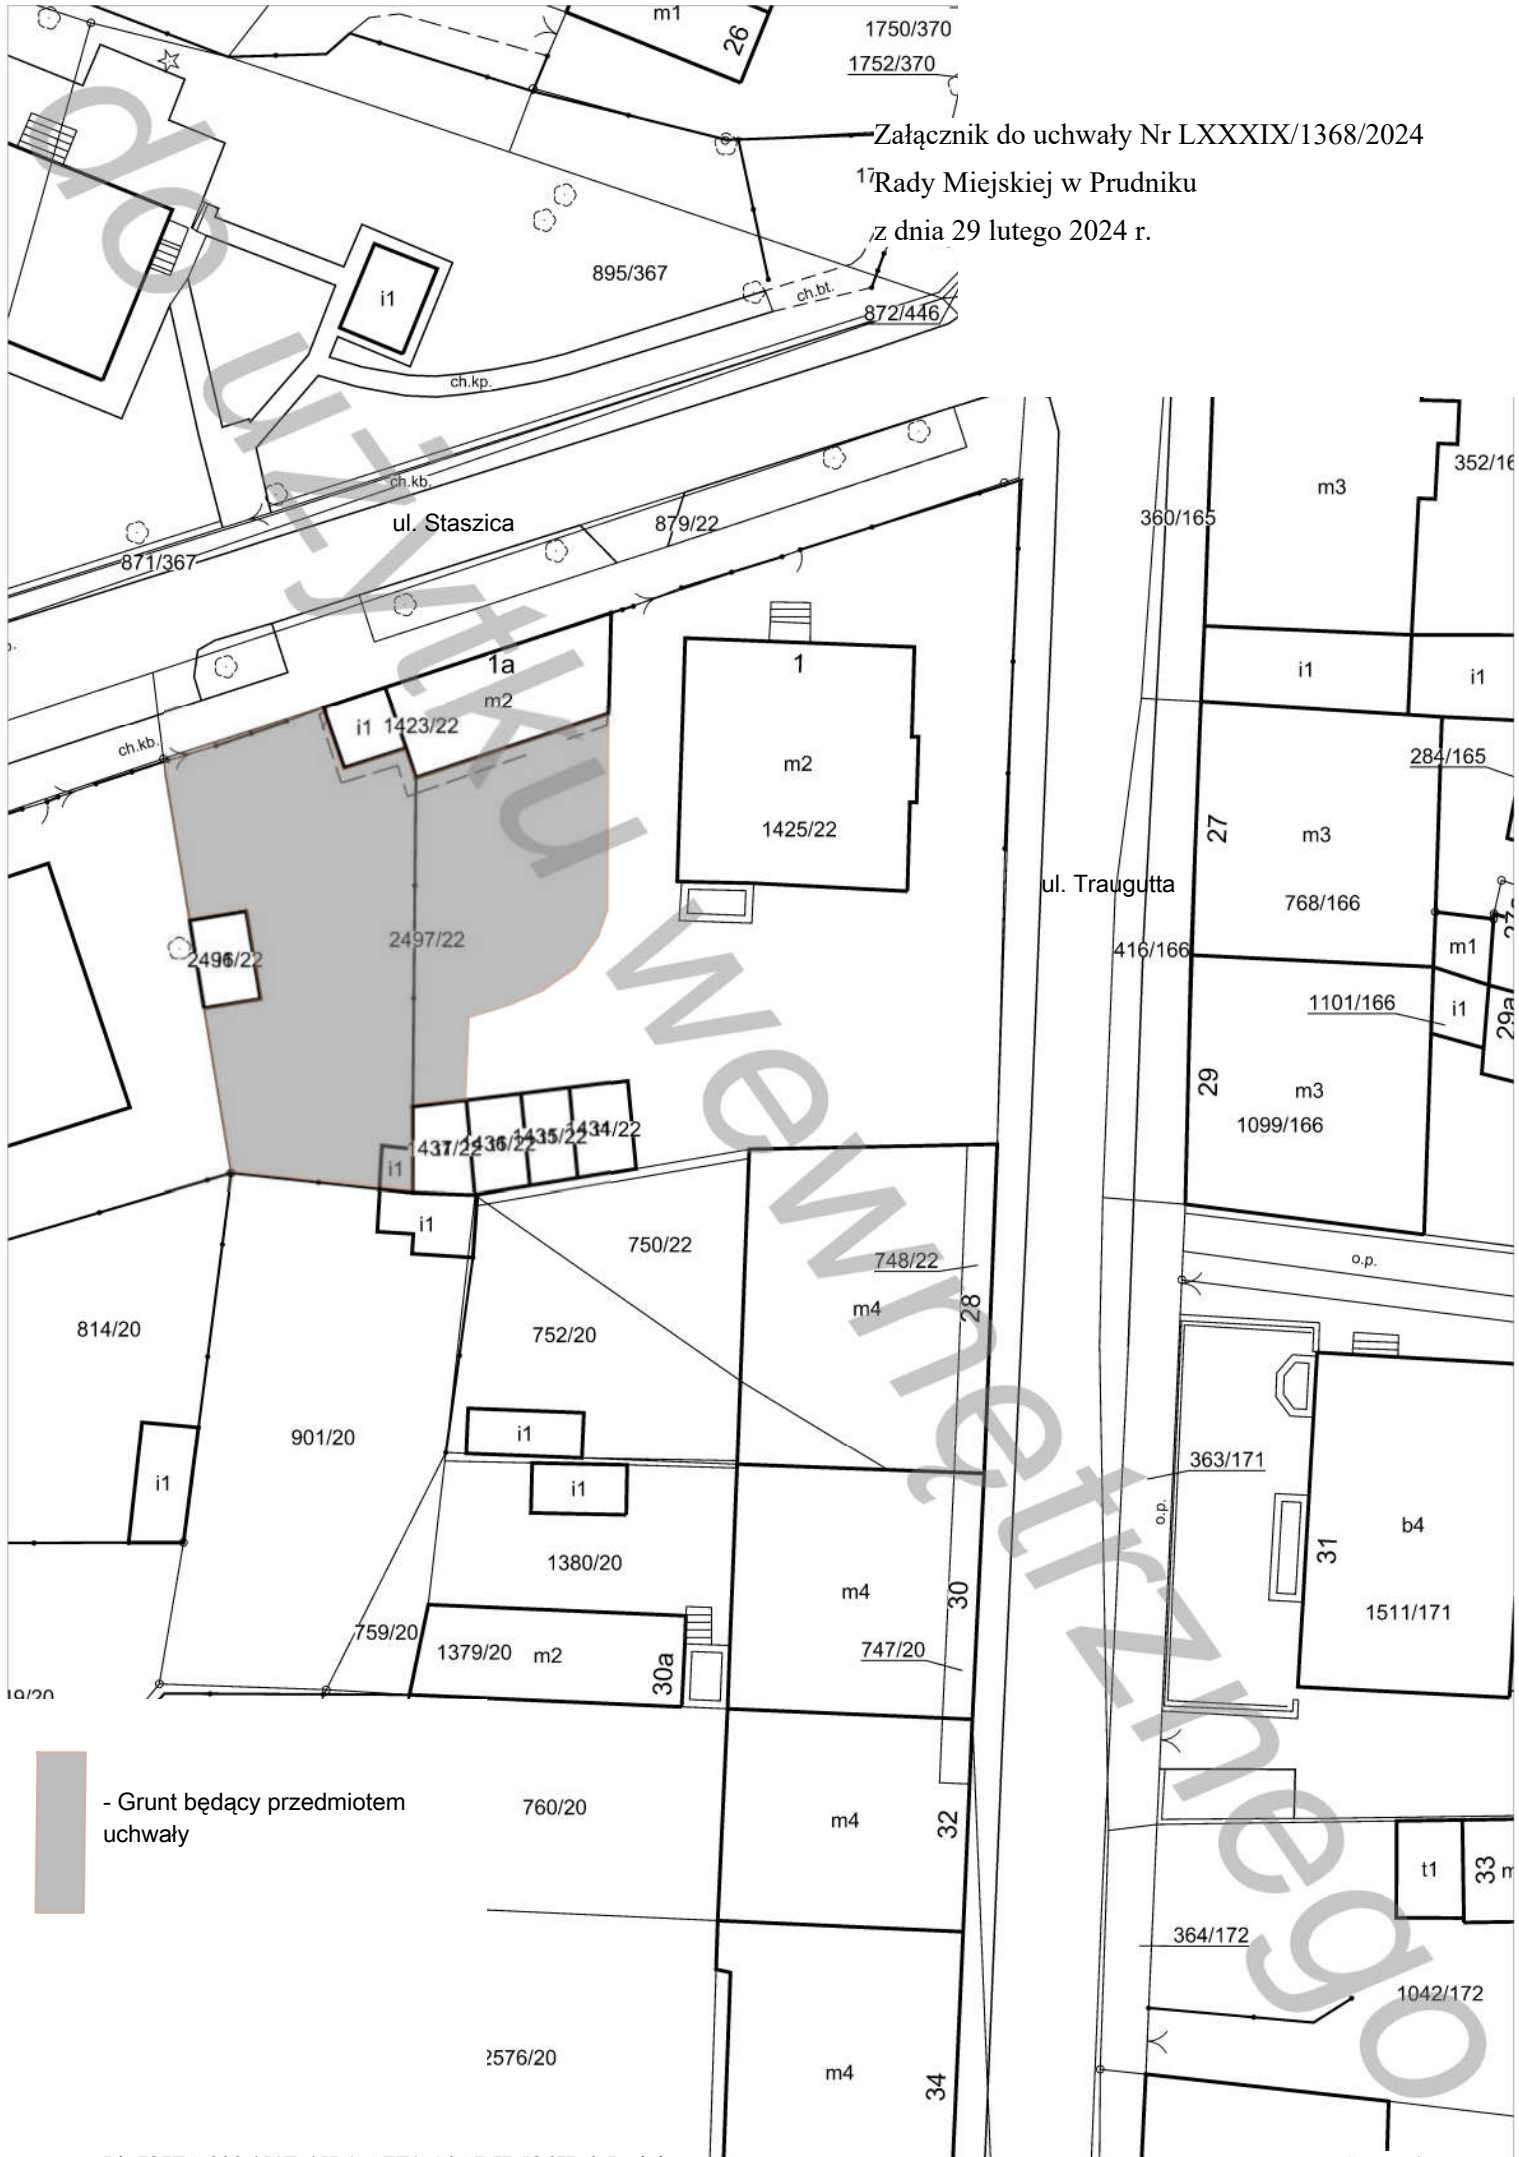 m1
26
1750/370
1752/370
Załącznik do uchwały Nr LXXXIX/1368/2024
17
Rady Miejskiej w Prudniku
z dnia 29 lutego 2024 r.
895/367
i1
ch.bt.
872/446
ch.kp.
ch.kb.
ul. Staszica
879/22
871/367
m3
352/16
360/165
1a
m2
1
i1
i1
i1
1423/22
ch.kb.
m2
1425/22
284/165
27
m3
768/166
ul. Traugutta
2497/22
416/166
m1
1101/166
i1
29a
29
m3
1099/166
i1
i1
750/22
748/22
28
m4
o.p.
814/20
752/20
901/20
i1
i1
i1
363/171
o.p.
b4
31
1511/171
1380/20
m4
30
759/20
1379/20
m2
30a
747/20
19/20
- Grunt będący przedmiotem
uchwały
760/20
m4
32
t1
33
364/172
1042/172
2576/20
m4
34
do użytku wewnętrznego